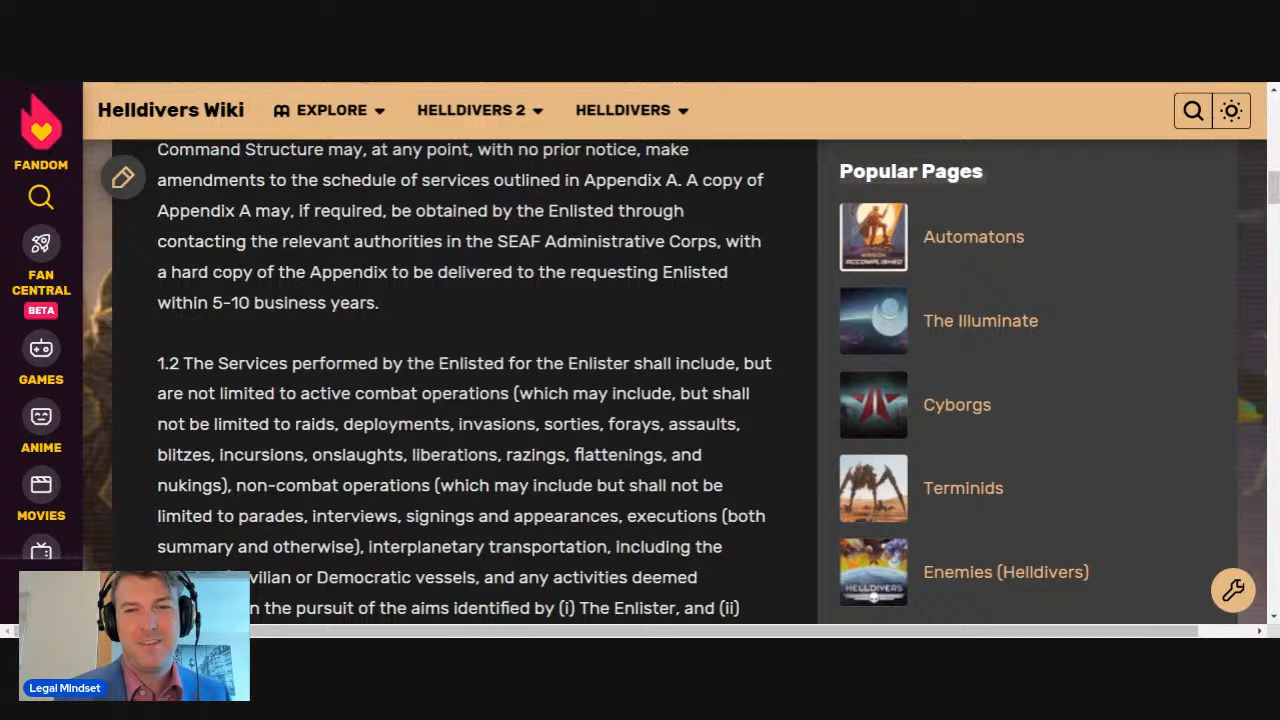 Helldivers Wiki
EXPLORE
HELLDIVERS 2
HELLDIVERS
FANDOM
FAN
CENTRAL
BETA
GAMES
ANIME
MOVIES
Command Structure may, at any point, with no prior notice, make
amendments to the schedule of services outlined in Appendix A. A copy of
Appendix A may, if required, be obtained by the Enlisted through
contacting the relevant authorities in the SEAF Administrative Corps, with
a hard copy of the Appendix to be delivered to the requesting Enlisted
within 5-10 business years.
1.2 The Services performed by the Enlisted for the Enlister shall include, but
are not limited to active combat operations (which may include, but shall
not be limited to raids, deployments, invasions, sorties, forays, assaults,
blitzes, incursions, onslaughts, liberations, razings, flattenings, and
nukings), non-combat operations (which may include but shall not be
limited to parades, interviews, signings and appearances, executions (both
summary and otherwise), interplanetary transportation, including the
or Democratic vessels, and any activities deemed
the pursuit of the aims identified by (i) The Enlister, and (ii)
Popular Pages
ACCOMPLISHED
Automatons
The Illuminate
Cyborgs
Terminids
HELLDIVERS
Enemies (Helldivers)
Legal Mindset